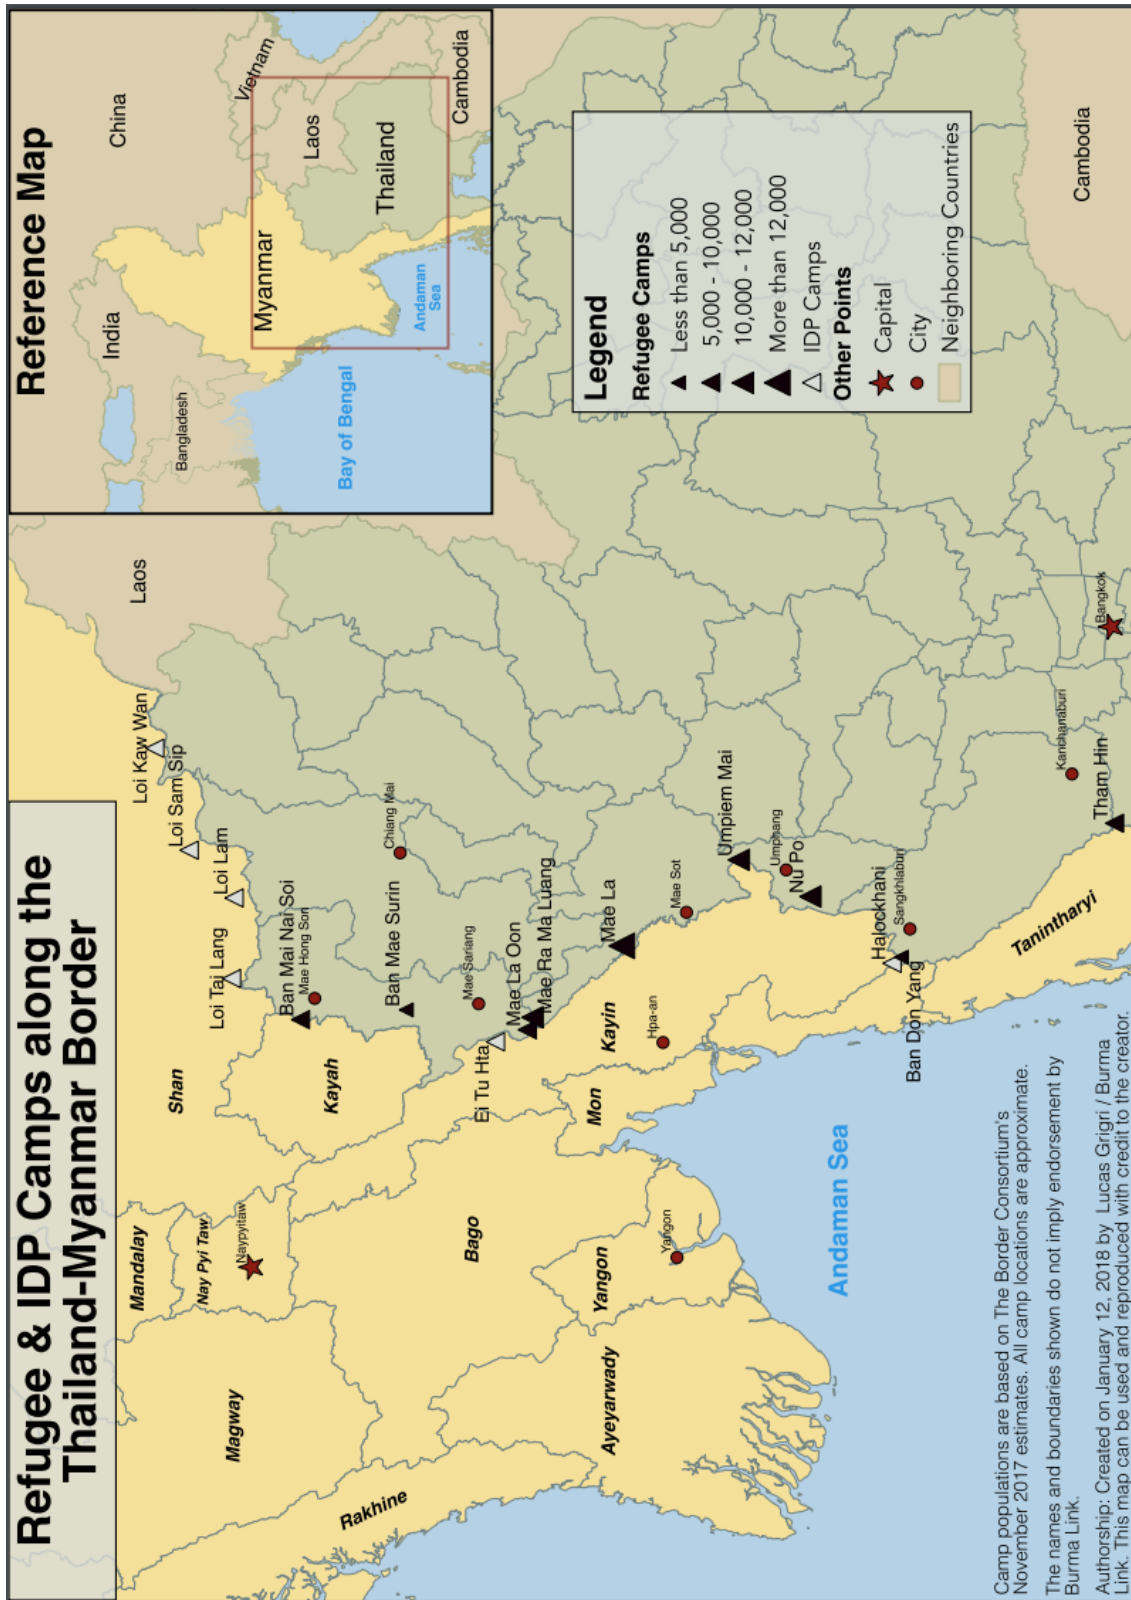 Refugee & IDP Camps along the
Thailand-Myanmar Border
Reference Map
China
India
Bangladesh
Myanmar
Vietnam
Laos
Thailand
Cambodia
Bay of Bengal
Andaman
Sea
Legend
Refugee Camps
Less than 5,000
5,000 - 10,000
10,000 - 12,000
More than 12,000
IDP Camps
Other Points
Capital
City
Neighboring Countries
Laos
Cambodia
Mandalay
Nay Pyi Taw
Naypyitaw
Magway
Shan
Kayah
Rakhine
Bago
Yangon
Yangon
Ayeyarwady
Mon
Kayin
Hpa-an
Tanintharyi
Andaman Sea
Loi Kaw Wan
Loi Sam Sip
Loi Lam
Loi Tai Lang
Ban Mai Nai Soi
Mae Hong Son
Chiang Mai
Ban Mae Surin
Mae Sariang
Ei Tu Hta
Mae La Oon
Mae Ra Ma Luang
Mae La
Mae Sot
Umpiem Mai
Umphang
Nu Po
Halockhani
Sangkhlaburi
Ban Don Yang
Kanchanaburi
Tham Hin
Bangkok
Camp populations are based on The Border Consortium's
November 2017 estimates. All camp locations are approximate.
The names and boundaries shown do not imply endorsement by
Burma Link.
Authorship: Created on January 12, 2018 by Lucas Grigri / Burma
Link. This map can be used and reproduced with credit to the creator.